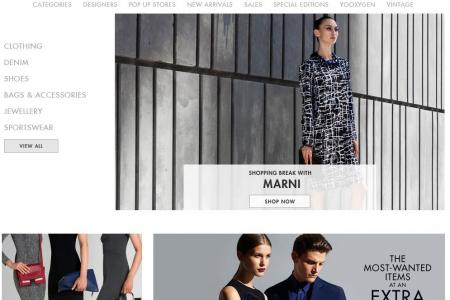 CATEGORIES DESIGNERS POP UP STORES NEW ARRIVALS SALES SPECIAL EDITIONS YOOXYGEN VINTAGE
CLOTHING
DENIM
SHOES
BAGS & ACCESSORIES
JEWELLERY
SPORTSWEAR
VIEW ALL
SHOPPING BREAK WITH
MARNI
SHOP NOW
THE
MOST-WANTED
ITEMS
AT AN
EXTRA